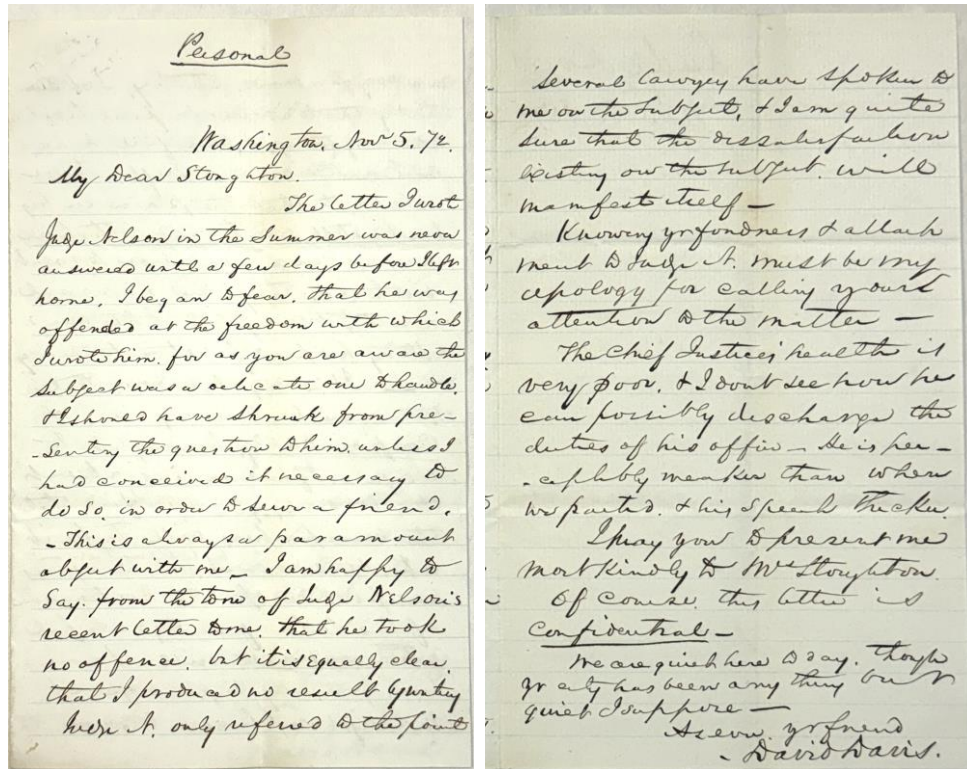 Personal
Washington, Nov 5. 72.
My Dear Stoughton.
The letter I wrote
Judge Nelson in the Summer was never
answered until a few days before I left
home. I began to fear, that he was
offended at the freedom with which
I wrote him. for as you are aware the
subject was a delicate one to handle.
& I should have shrunk from pre-
-senting the question to him unless I
had conceived it necessary to
do so, in order to serve a friend.
- This is always a paramount
object with me - I am happy to
say. from the tone of Judge Nelson's
recent letter to me, that he took
no offence. but it is equally clear.
that I produced no result by writing
Judge N. only referred to the point
Several lawyers have spoken to
me on the subject, & I am quite
sure that the dissatisfaction
existing on the subject. will
manifest itself -
Knowing yr fondness & attach
ment to Judge N. must be my
apology for calling your
attention to the matter -
The Chief Justices health is
very poor, & I dont see how he
can possibly discharge the
duties of his office - He is per-
-ceptibly weaker than when
we parted. & his speech thicker.
I pray you to present me
most kindly to Mrs Stoughton.
Of course. this letter is
confidential -
We are quiet here to day. though
yr city has been any thing but
quiet I suppose -
As ever. yr friend
David Davis.